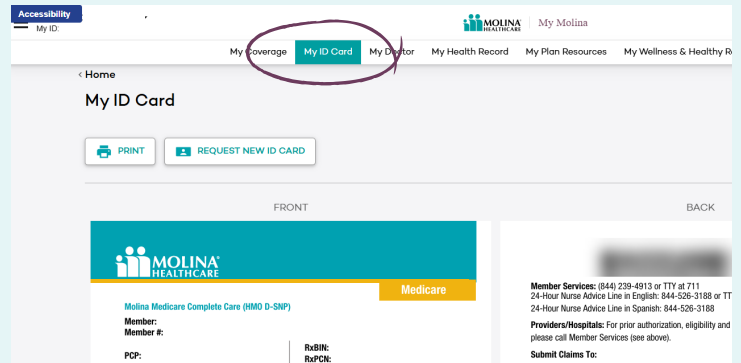 Accessibility
My ID:
MOLINA HEALTHCARE My Molina
My Coverage My ID Card My Doctor My Health Record My Plan Resources My Wellness & Healthy R
< Home
My ID Card
PRINT REQUEST NEW ID CARD
FRONT
MOLINA
HEALTHCARE
Medicare
Molina Medicare Complete Care (HMO D-SNP)
Member:
Member #:
PCP:
RxBIN:
RxPCN:
BACK
Member Services: (844) 239-4913 or TTY at 711
24-Hour Nurse Advice Line in English: 844-526-3188 or TT
24-Hour Nurse Advice Line in Spanish: 844-526-3188
Providers/Hospitals: For prior authorization, eligibility and
please call Member Services (see above).
Submit Claims To: